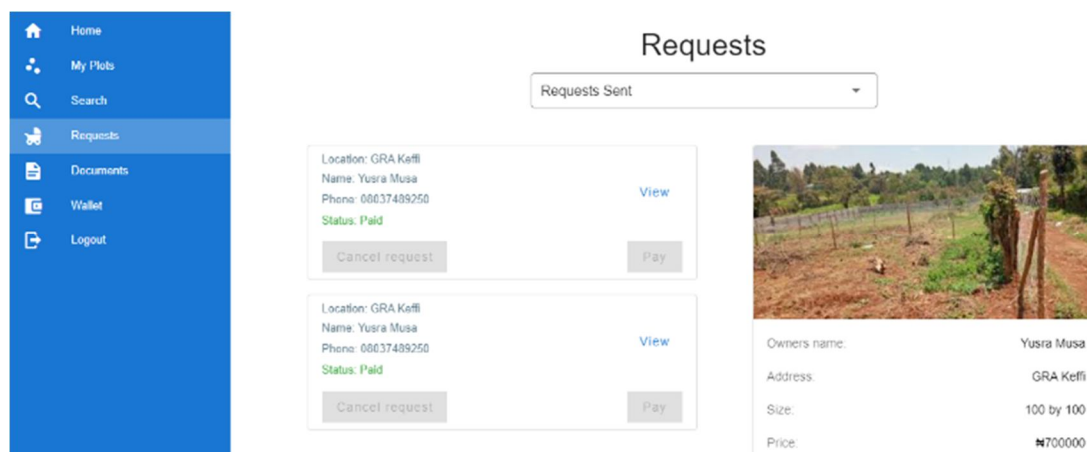 Home
My Plots
Search
Requests
Documents
Wallet
Logout
Requests
Requests Sent
Location: GRA Keffi
Name: Yusra Musa
Phone: 08037489250
View
Status: Paid
Cancel request
Pay
Location: GRA Keffi
Name: Yusra Musa
Phone: 08037489250
View
Status: Paid
Cancel request
Pay
Owners name: Yusra Musa
Address: GRA Keffi
Size: 100 by 100
Price: ₦700000